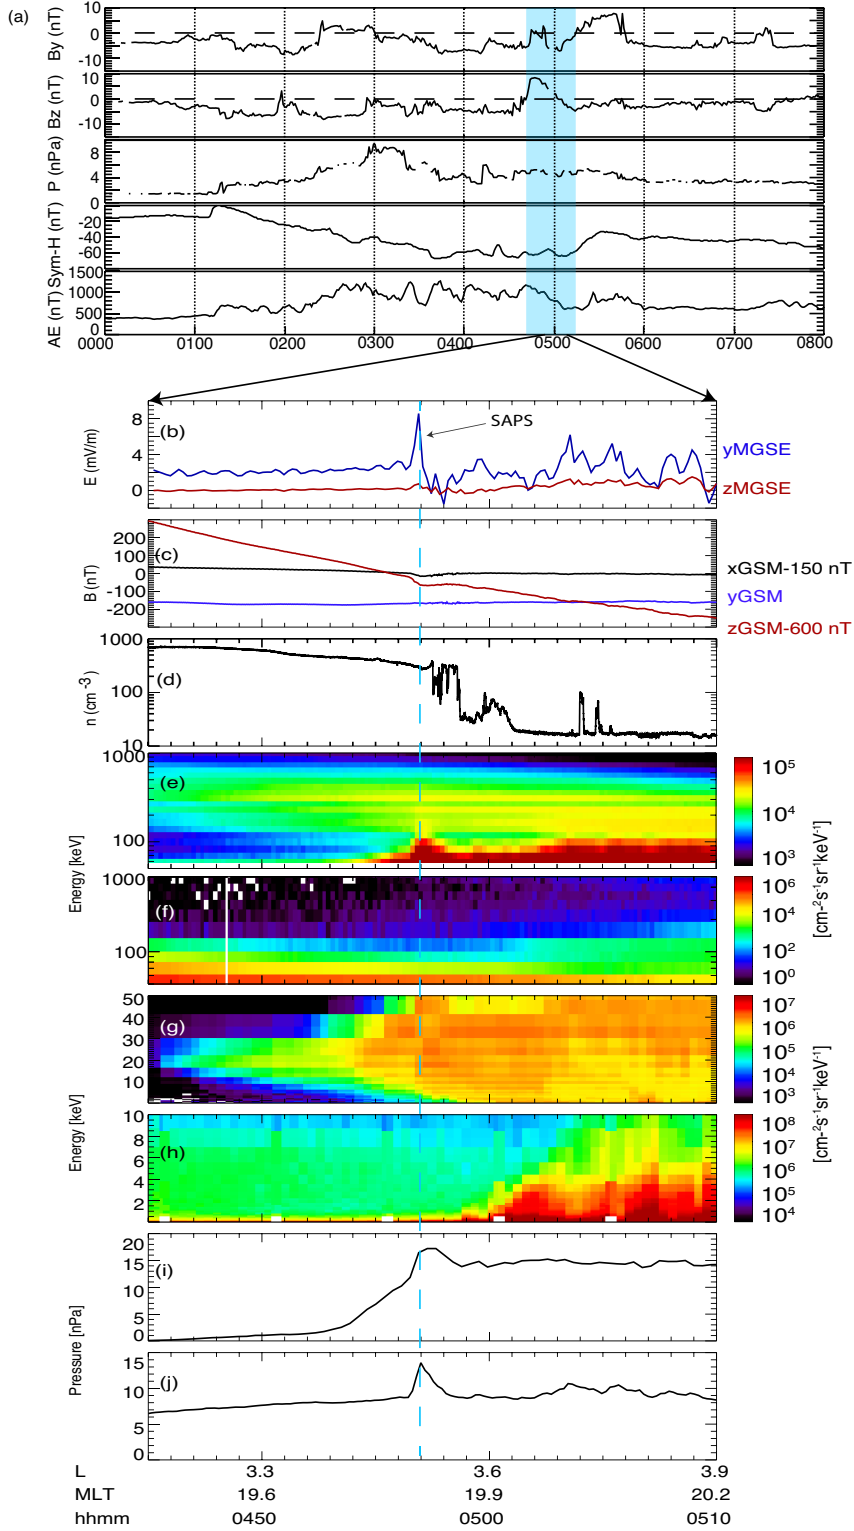 (a)
By (nT)
10
0
-10
Bz (nT)
10
0
-10
P (nPa)
8
4
0
Sym-H (nT)
-20
-40
-60
AE (nT)
1500
1000
500
0
0000 0100 0200 0300 0400 0500 0600 0700 0800
(b)
E (mV/m)
8
4
0
SAPS
yMGSE
zMGSE
(c)
B (nT)
200
100
0
-100
-200
xGSM-150 nT
yGSM
zGSM-600 nT
(d)
n (cm⁻³)
1000
100
10
(e)
1000
100
10⁵
10⁴
10³
Energy [keV]
(f)
1000
100
10⁶
10⁴
10²
10⁰
[cm⁻²s⁻¹sr⁻¹keV⁻¹]
(g)
50
40
30
20
10
10⁷
10⁶
10⁵
10⁴
10³
Energy [keV]
(h)
10
8
6
4
2
10⁸
10⁷
10⁶
10⁵
10⁴
[cm⁻²s⁻¹sr⁻¹keV⁻¹]
(i)
20
15
10
5
0
Pressure [nPa]
(j)
15
10
5
0
L 3.3 3.6 3.9
MLT 19.6 19.9 20.2
hhmm 0450 0500 0510